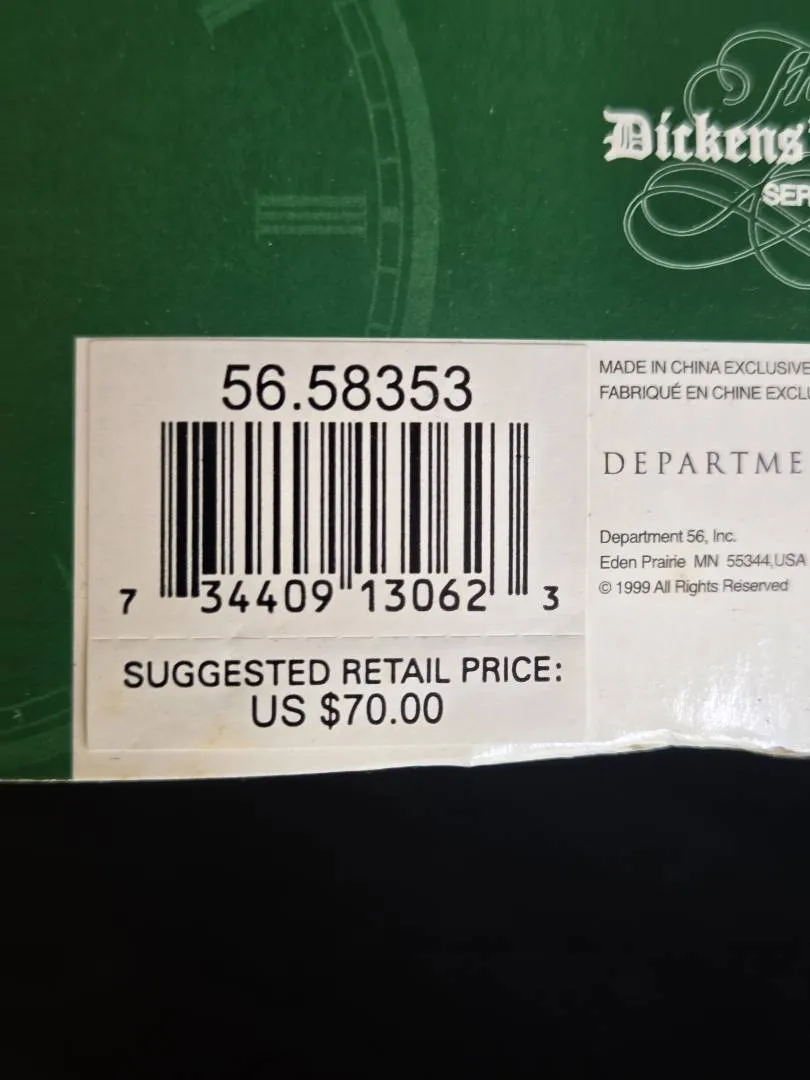 Dickens'
SER
56.58353
7 34409 13062 3
SUGGESTED RETAIL PRICE:
US $70.00
MADE IN CHINA EXCLUSIVE
FABRIQUÉ EN CHINE EXCLU
DEPARTME
Department 56, Inc.
Eden Prairie MN 55344,USA
© 1999 All Rights Reserved